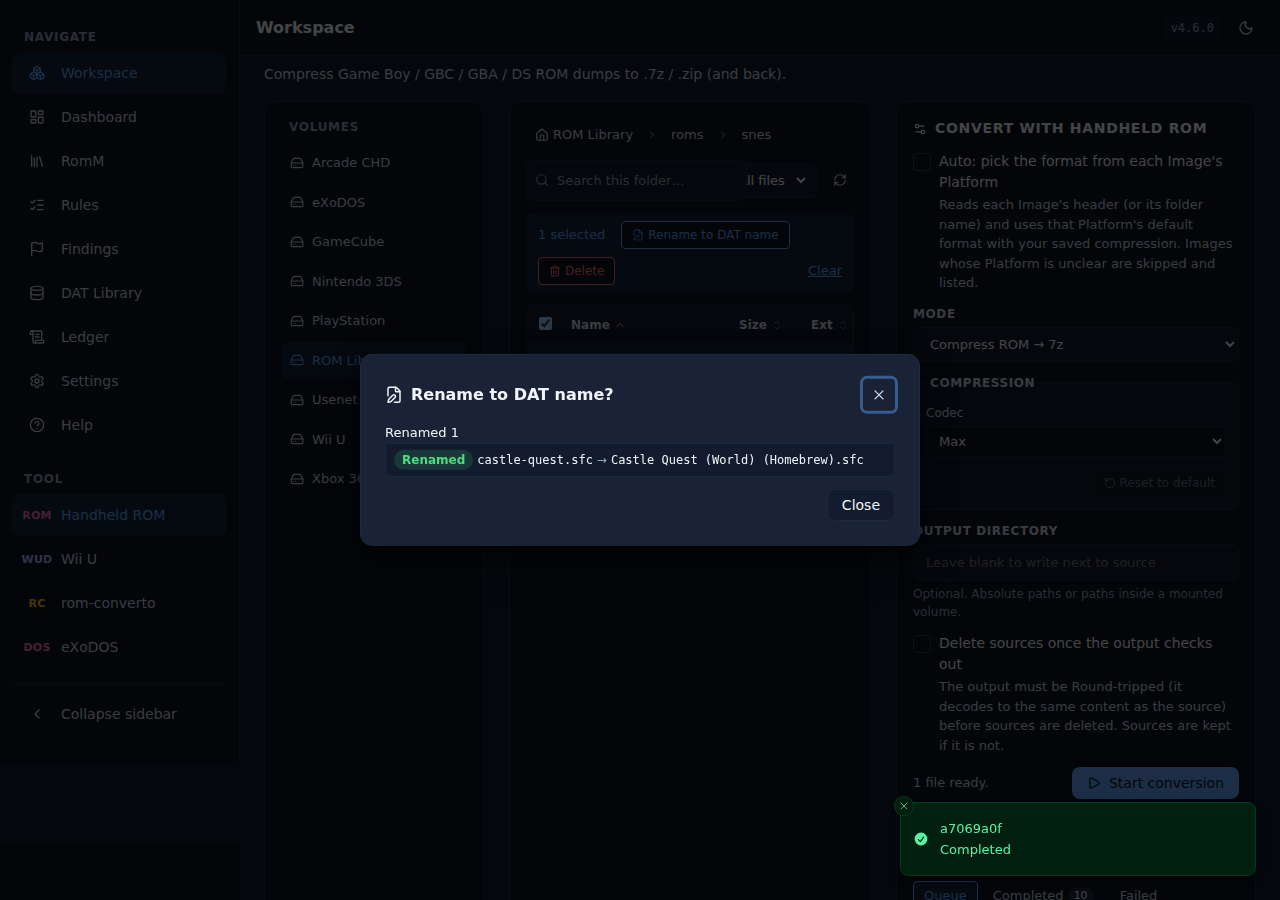 NAVIGATE
Workspace
Dashboard
RomM
Rules
Findings
DAT Library
Ledger
Settings
Help
TOOL
ROM Handheld ROM
WUD Wii U
RC rom-converto
DOS eXoDOS
Collapse sidebar
Workspace
v4.6.0
Compress Game Boy / GBC / GBA / DS ROM dumps to .7z / .zip (and back).
VOLUMES
Arcade CHD
eXoDOS
GameCube
Nintendo 3DS
PlayStation
ROM Lib
Usenet
Wii U
Xbox 36
ROM Library > roms > snes
Search this folder...
ll files
1 selected
Rename to DAT name
Delete
Clear
Name
Size
Ext
Rename to DAT name?
Renamed 1
Renamed castle-quest.sfc → Castle Quest (World) (Homebrew).sfc
Close
CONVERT WITH HANDHELD ROM
Auto: pick the format from each Image's
Platform
Reads each Image's header (or its folder
name) and uses that Platform's default
format with your saved compression. Images
whose Platform is unclear are skipped and
listed.
MODE
Compress ROM → 7z
COMPRESSION
Codec
Max
Reset to default
OUTPUT DIRECTORY
Leave blank to write next to source
Optional. Absolute paths or paths inside a mounted
volume.
Delete sources once the output checks
out
The output must be Round-tripped (it
decodes to the same content as the source)
before sources are deleted. Sources are kept
if it is not.
1 file ready.
Start conversion
a7069a0f
Completed
Queue
Completed 10
Failed